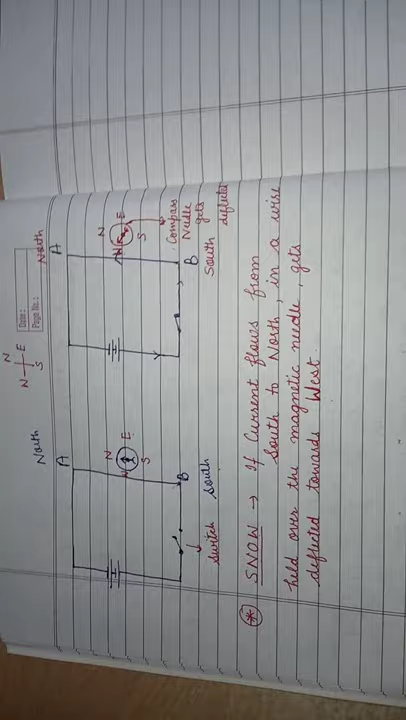 Date:
Page No.:
N
N E
S
North
North
A
A
N
E
S
N
E
N
S
Compass
Needle
gets
deflected
B
B
South
South
switch
* SNOW → If Current flows from
South to North, in a wire
held over the magnetic needle, gets
deflected towards West.